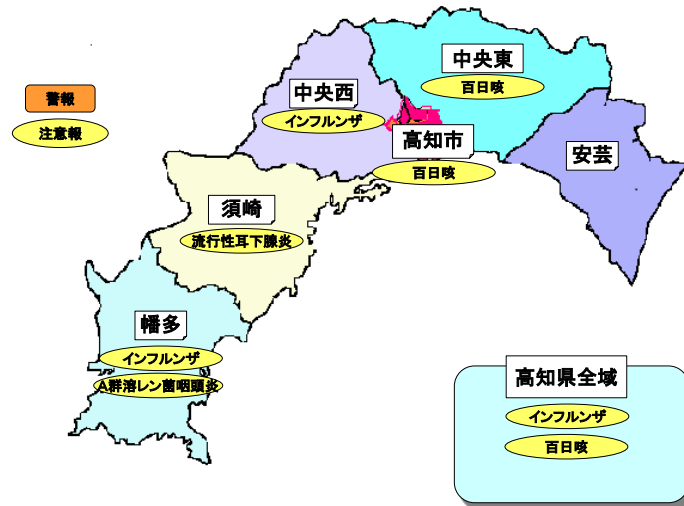 警報
注意報
中央東
百日咳
中央西
インフルンザ
高知市
百日咳
安芸
須崎
流行性耳下腺炎
幡多
インフルンザ
A群溶レン菌咽頭炎
高知県全域
インフルンザ
百日咳